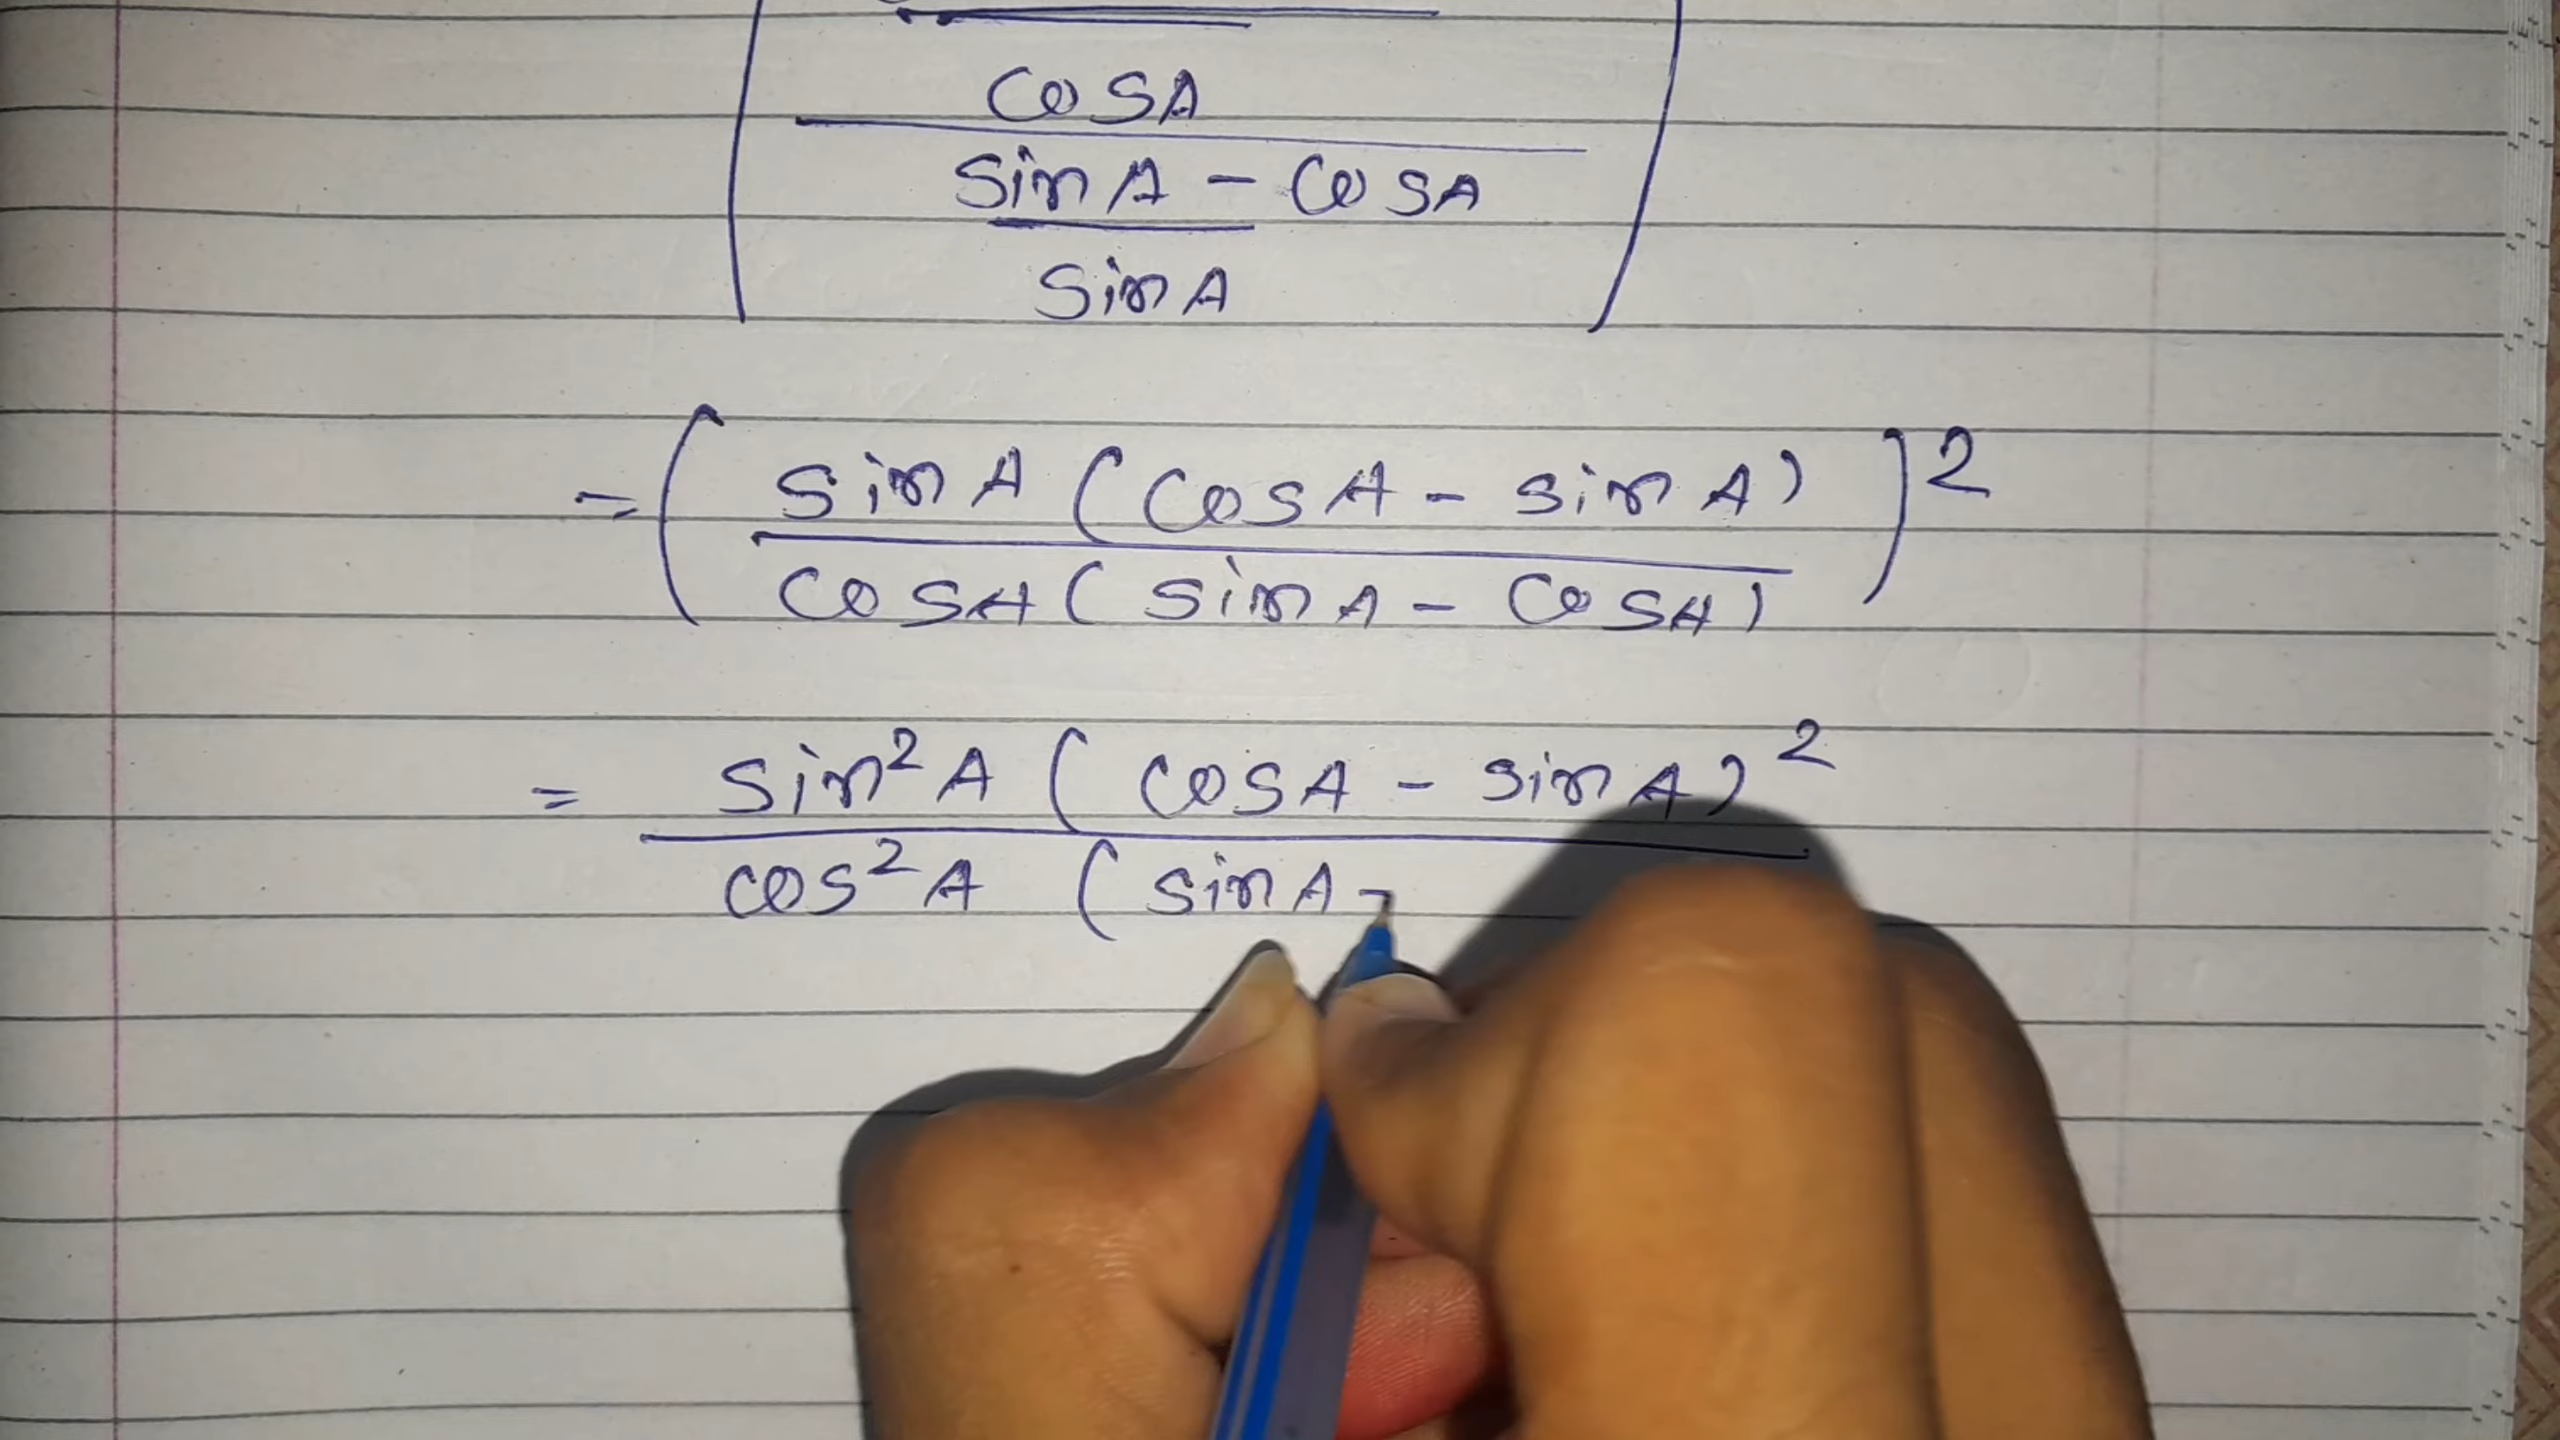 cosA
sinA - cosA
sinA
= ( sinA (cosA - sinA) )2
cosA (sinA - cosA)
= sin2A (cosA - sinA)2
cos2A (sinA -